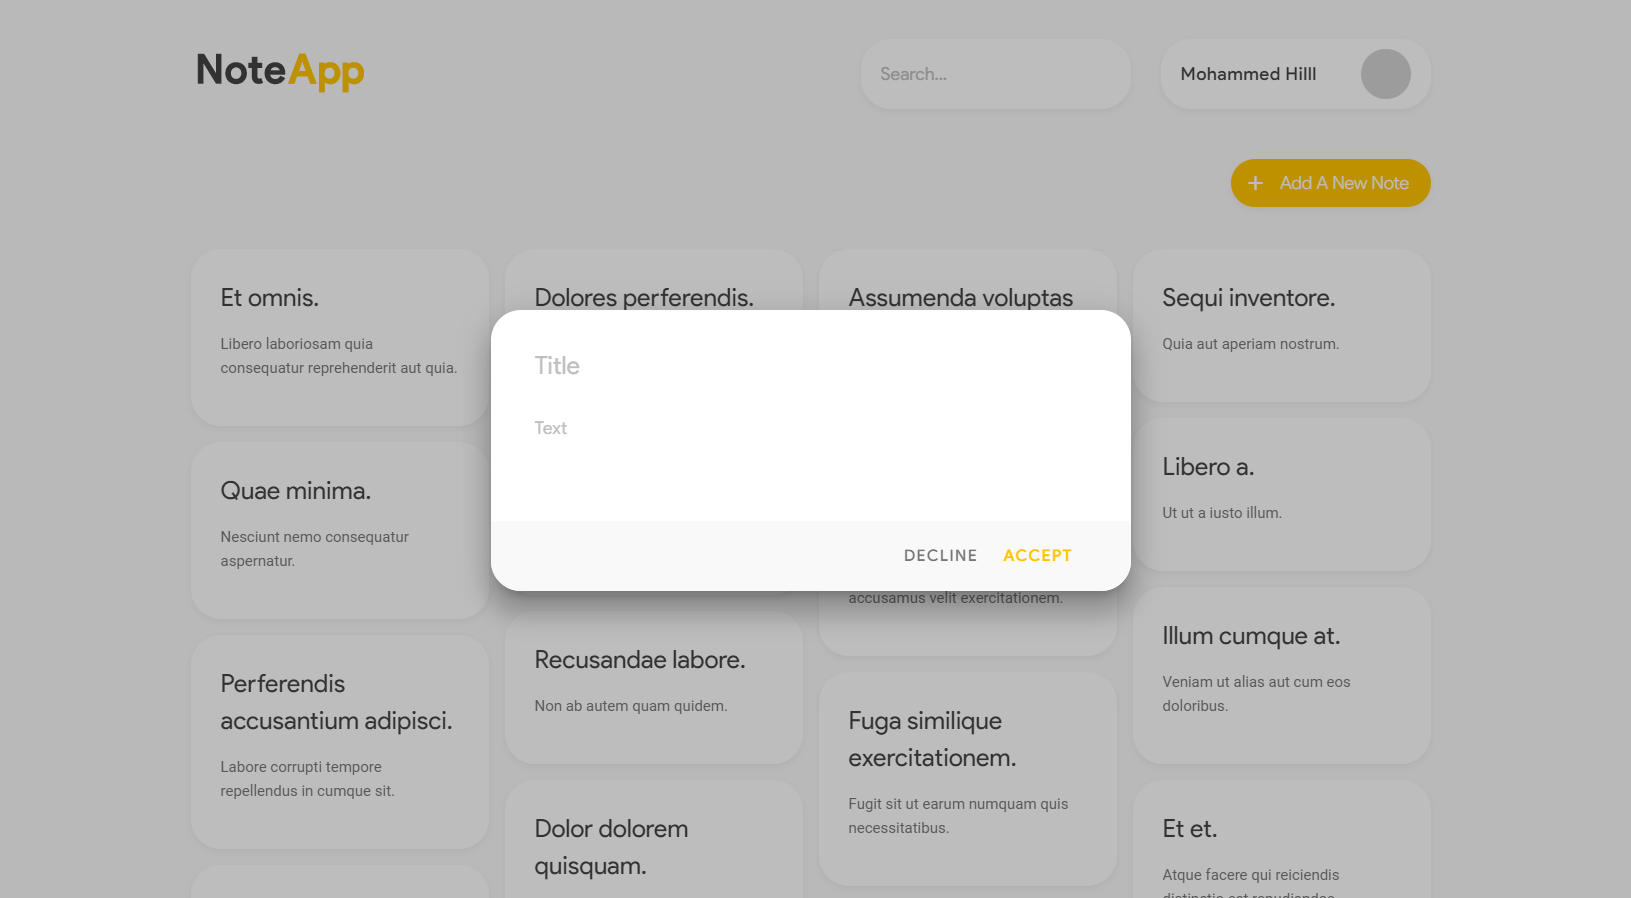 NoteApp
Search...
Mohammed Hilll
+ Add A New Note
Et omnis.
Libero laboriosam quia
consequatur reprehenderit aut quia.
Quae minima.
Nesciunt nemo consequatur
aspernatur.
Perferendis
accusantium adipisci.
Labore corrupti tempore
repellendus in cumque sit.
Dolores perferendis.
Recusandae labore.
Non ab autem quam quidem.
Dolor dolorem
quisquam.
Assumenda voluptas
accusamus velit exercitationem.
Fuga similique
exercitationem.
Fugit sit ut earum numquam quis
necessitatibus.
Sequi inventore.
Quia aut aperiam nostrum.
Libero a.
Ut ut a iusto illum.
Illum cumque at.
Veniam ut alias aut cum eos
doloribus.
Et et.
Atque facere qui reiciendis
Title
Text
DECLINE ACCEPT